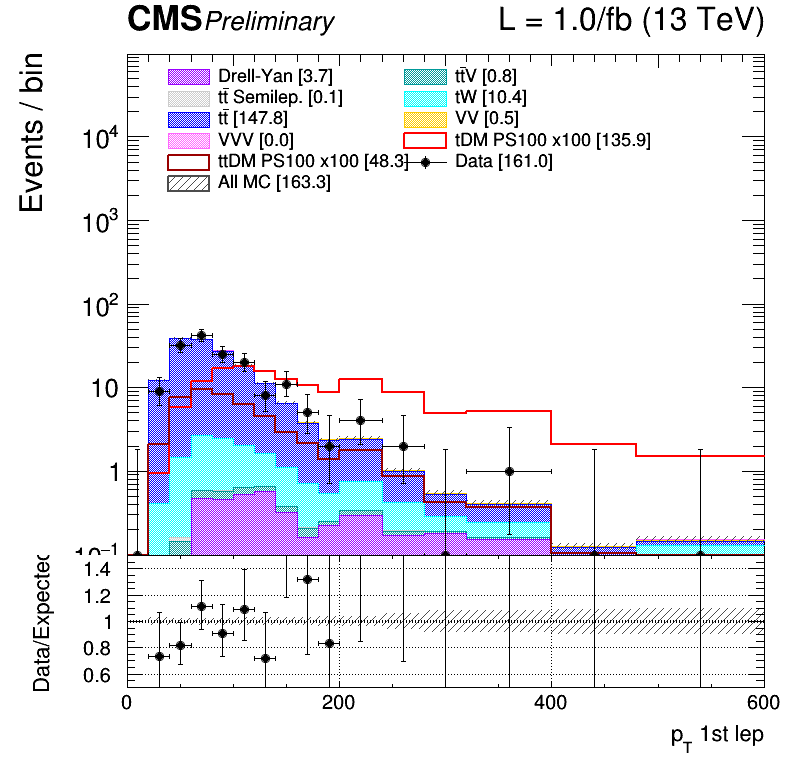 CMS Preliminary L = 1.0/fb (13 TeV)
Events / bin
Drell-Yan [3.7] tt̄V [0.8]
tt̄ Semilep. [0.1] tW [10.4]
tt̄ [147.8] VV [0.5]
VVV [0.0] tDM PS100 x100 [135.9]
ttDM PS100 x100 [48.3] Data [161.0]
All MC [163.3]
10⁴
10³
10²
10
1
10⁻¹
Data/Expected
1.4
1.2
1
0.8
0.6
0 200 400 600
p_T 1st lep